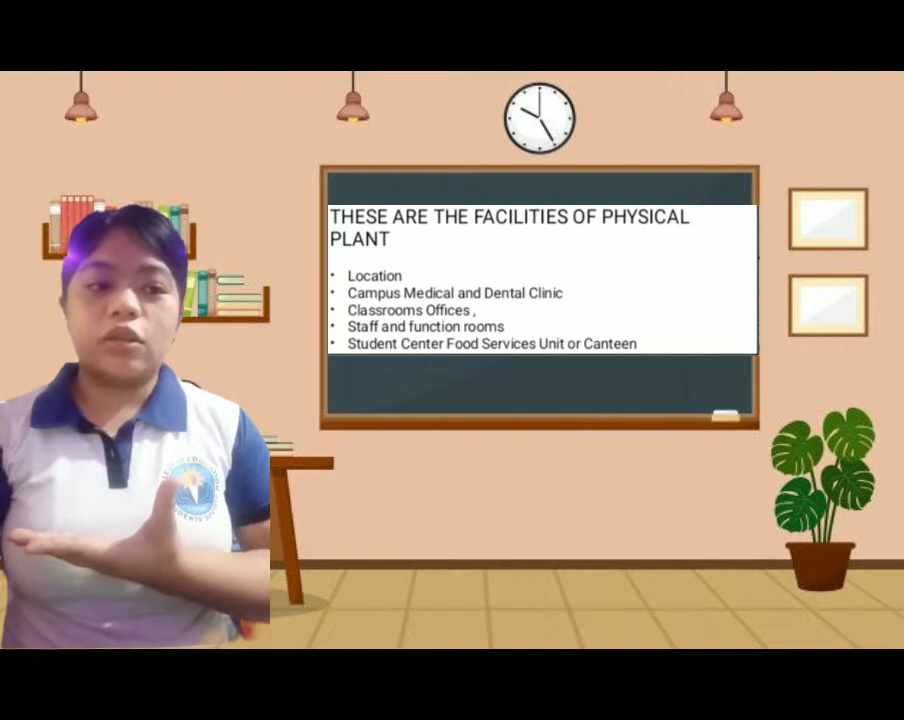 THESE ARE THE FACILITIES OF PHYSICAL
PLANT
• Location
• Campus Medical and Dental Clinic
• Classrooms Offices ,
• Staff and function rooms
• Student Center Food Services Unit or Canteen